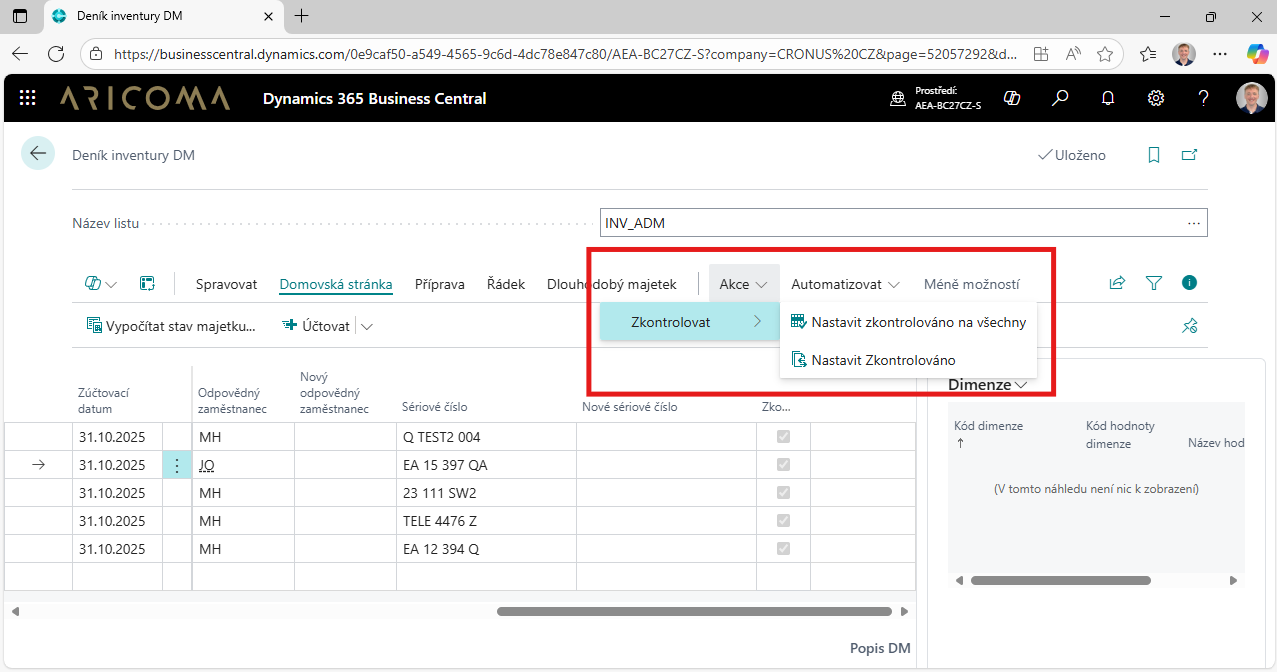 Deník inventury DM
https://businesscentral.dynamics.com/0e9caf50-a549-4565-9c6d-4dc78e847c80/AEA-BC27CZ-S?company=CRONUS%20CZ&page=52057292&d...
ARICOMA
Dynamics 365 Business Central
Prostředí:
AEA-BC27CZ-S
Deník inventury DM
Uloženo
Název listu
INV_ADM
Spravovat Domovská stránka Příprava Řádek Dlouhodobý majetek Akce Automatizovat Méně možností
Vypočítat stav majetku... Účtovat
Zkontrolovat
Nastavit zkontrolováno na všechny
Nastavit Zkontrolováno
Zúčtovací
datum
Odpovědný
zaměstnanec
Nový
odpovědný
zaměstnanec
Sériové číslo
Nové sériové číslo
Zko...
31.10.2025 MH Q TEST2 004
31.10.2025 JO EA 15 397 QA
31.10.2025 MH 23 111 SW2
31.10.2025 MH TELE 4476 Z
31.10.2025 MH EA 12 394 Q
Dimenze
Kód dimenze
Kód hodnoty
dimenze
Název hod
(V tomto náhledu není nic k zobrazení)
Popis DM